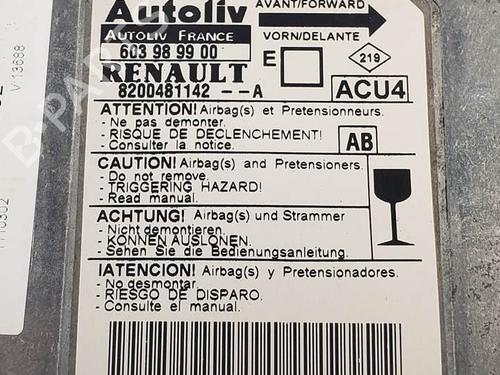 Autoliv
AUTOLIV FRANCE
603 98 99 00
RENAULT
8200481142 --A
AVANT/FORWARD
VORN/DELANTE
E
219
ACU4
ATTENTION! Airbag(s) et Pretensionneurs.
- Ne pas demonter.
- RISQUE DE DECLENCHEMENT!
- Consulter la notice.
AB
CAUTION! Airbag(s) and Pretensioners
- Do not remove.
- TRIGGERING HAZARD!
- Read manual.
ACHTUNG! Airbag(s) und Strammer
- Nicht demontieren.
- KONNEN AUSLONEN.
- Sehen Sie die Bedienungsanleitung.
IATENCION! Airbag(s) y Pretensionadores.
- No desmontar.
- RIESGO DE DISPARO.
- Consulte el manual.
V:13688